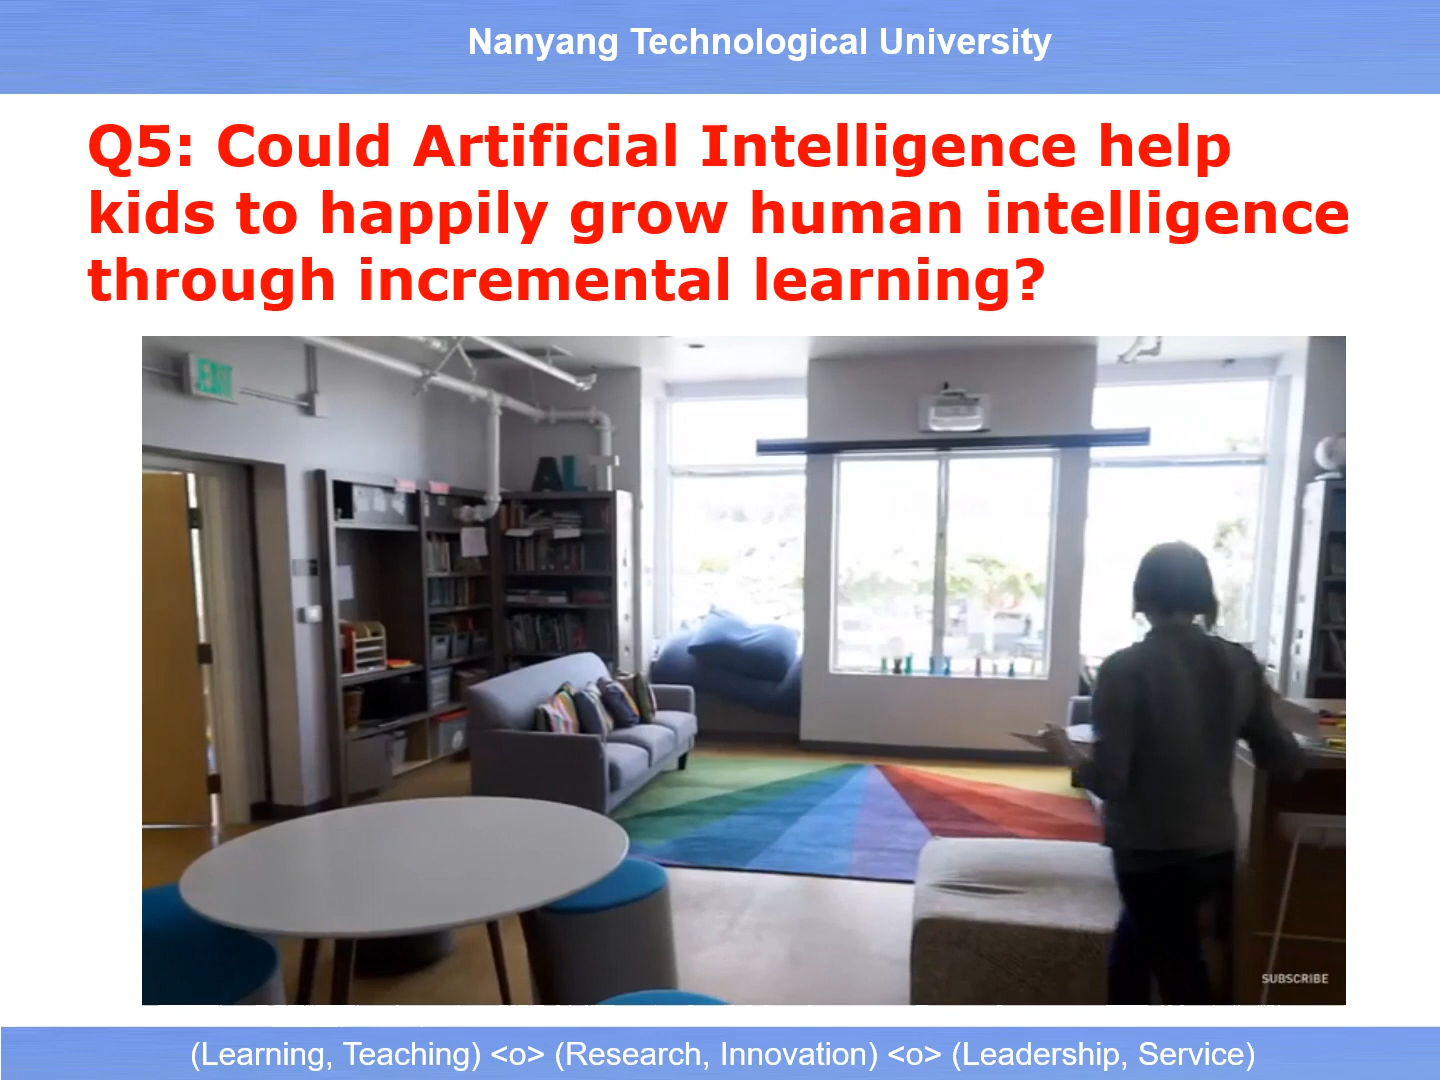 Nanyang Technological University
Q5: Could Artificial Intelligence help
kids to happily grow human intelligence
through incremental learning?
EXIT
AL
SUBSCRIBE
(Learning, Teaching) <o> (Research, Innovation) <o> (Leadership, Service)